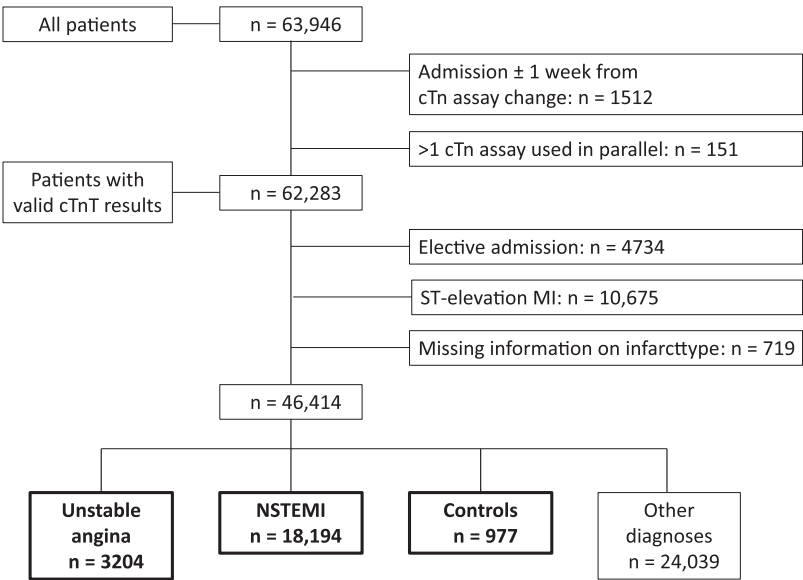 All patients
n = 63,946
Admission ± 1 week from
cTn assay change: n = 1512
>1 cTn assay used in parallel: n = 151
Patients with
valid cTnT results
n = 62,283
Elective admission: n = 4734
ST-elevation MI: n = 10,675
Missing information on infarcttype: n = 719
n = 46,414
Unstable
angina
n = 3204
NSTEMI
n = 18,194
Controls
n = 977
Other
diagnoses
n = 24,039